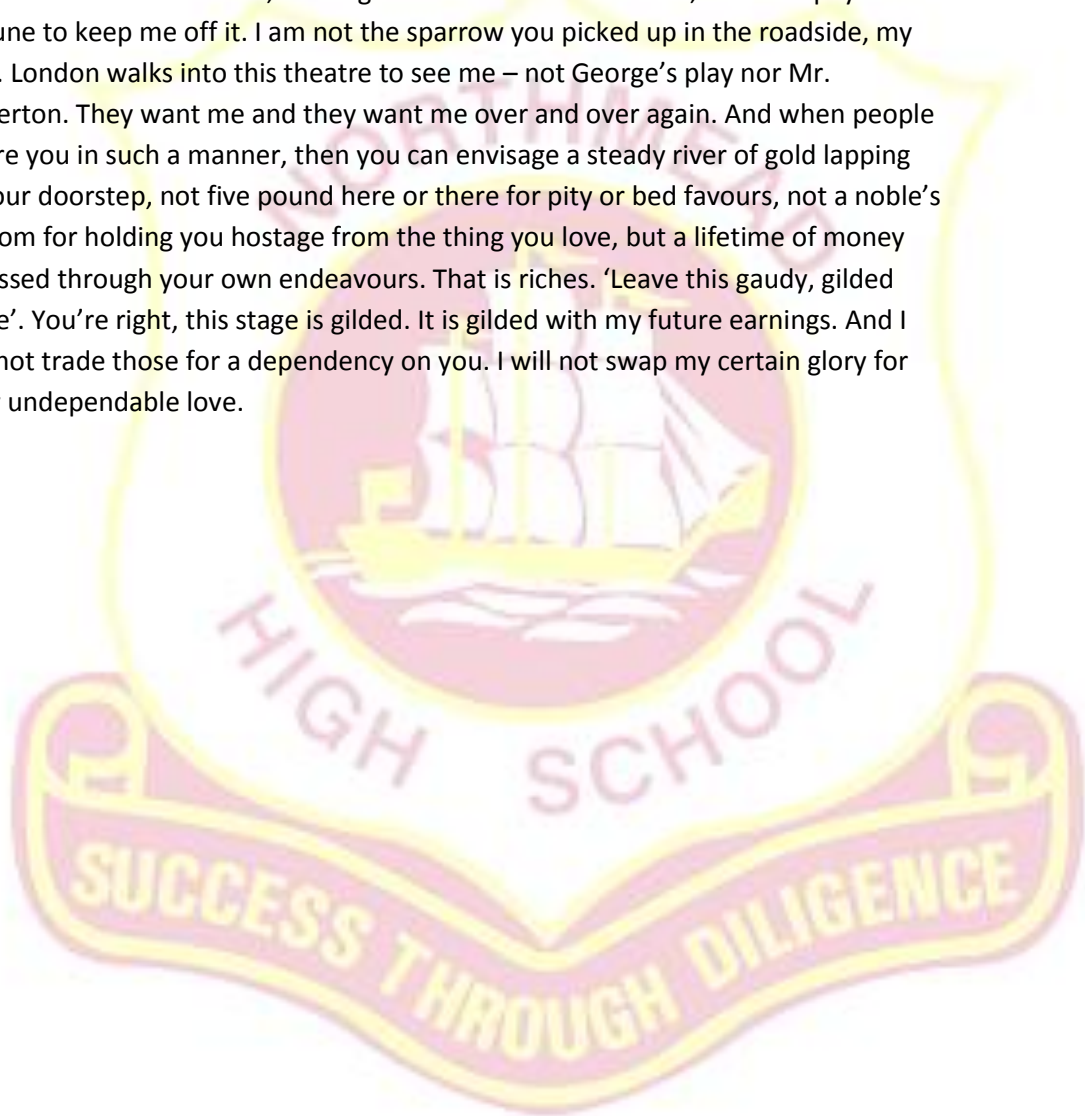 une to keep me off it. I am not the sparrow you picked up in the roadside, my
. London walks into this theatre to see me – not George’s play nor Mr.
erton. They want me and they want me over and over again. And when people
re you in such a manner, then you can envisage a steady river of gold lapping
our doorstep, not five pound here or there for pity or bed favours, not a noble’s
om for holding you hostage from the thing you love, but a lifetime of money
ssed through your own endeavours. That is riches. ‘Leave this gaudy, gilded
e’. You’re right, this stage is gilded. It is gilded with my future earnings. And I
not trade those for a dependency on you. I will not swap my certain glory for
undependable love.
NORTHMEAD
HIGH SCHOOL
SUCCESS THROUGH DILIGENCE